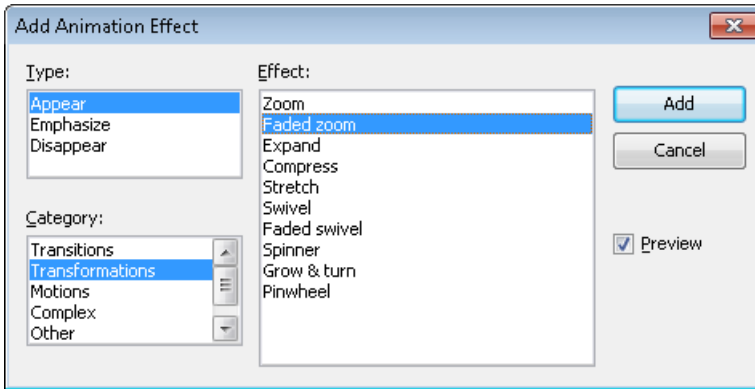 Add Animation Effect
Type:
Appear
Emphasize
Disappear
Category:
Transitions
Transformations
Motions
Complex
Other
Effect:
Zoom
Faded zoom
Expand
Compress
Stretch
Swivel
Faded swivel
Spinner
Grow & turn
Pinwheel
Add
Cancel
Preview